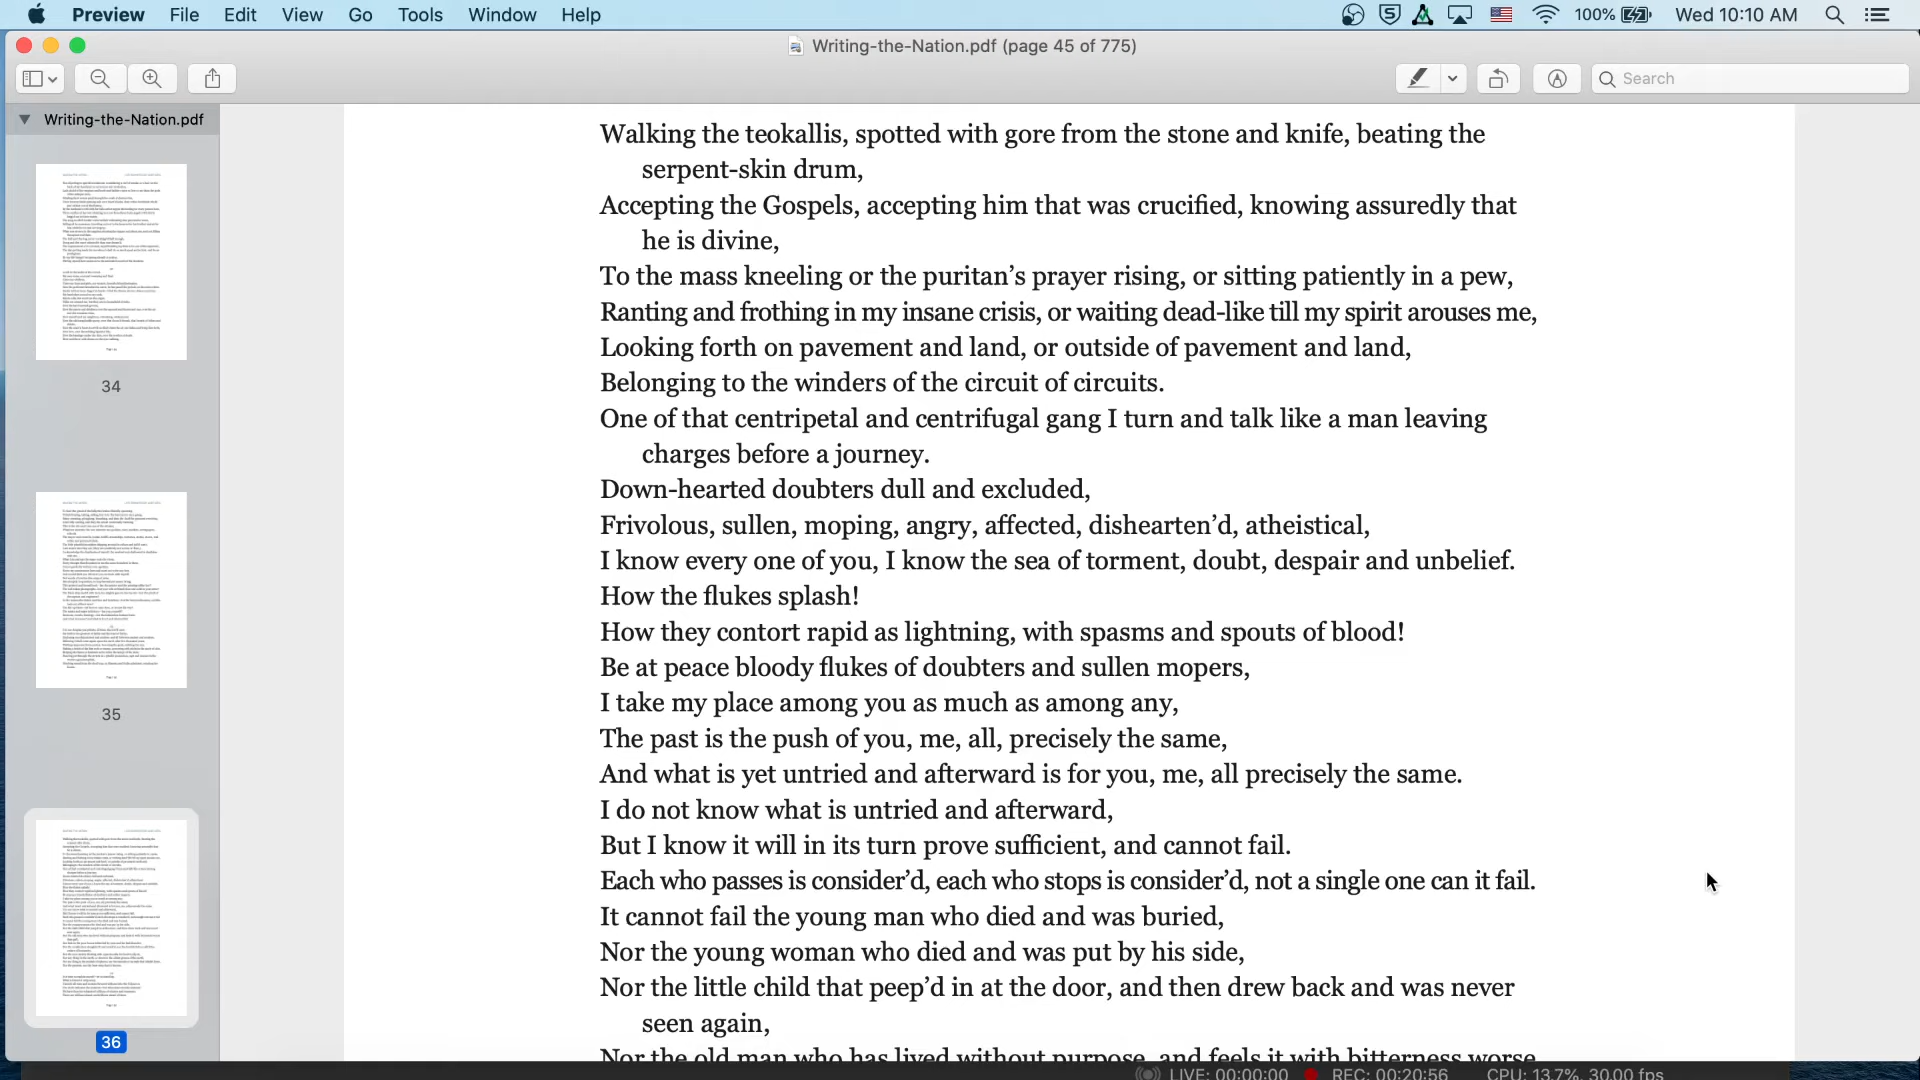 Preview File Edit View Go Tools Window Help 100% Wed 10:10 AM
Writing-the-Nation.pdf (page 45 of 775)
Search
Writing-the-Nation.pdf
34
35
36
Walking the teokallis, spotted with gore from the stone and knife, beating the
serpent-skin drum,
Accepting the Gospels, accepting him that was crucified, knowing assuredly that
he is divine,
To the mass kneeling or the puritan’s prayer rising, or sitting patiently in a pew,
Ranting and frothing in my insane crisis, or waiting dead-like till my spirit arouses me,
Looking forth on pavement and land, or outside of pavement and land,
Belonging to the winders of the circuit of circuits.
One of that centripetal and centrifugal gang I turn and talk like a man leaving
charges before a journey.
Down-hearted doubters dull and excluded,
Frivolous, sullen, moping, angry, affected, dishearten’d, atheistical,
I know every one of you, I know the sea of torment, doubt, despair and unbelief.
How the flukes splash!
How they contort rapid as lightning, with spasms and spouts of blood!
Be at peace bloody flukes of doubters and sullen mopers,
I take my place among you as much as among any,
The past is the push of you, me, all, precisely the same,
And what is yet untried and afterward is for you, me, all precisely the same.
I do not know what is untried and afterward,
But I know it will in its turn prove sufficient, and cannot fail.
Each who passes is consider’d, each who stops is consider’d, not a single one can it fail.
It cannot fail the young man who died and was buried,
Nor the young woman who died and was put by his side,
Nor the little child that peep’d in at the door, and then drew back and was never
seen again,
Nor the old man who has lived without purpose, and feels it with bitterness worse
LIVE: 00:00:00 REC: 00:20:56 CPU: 13.7%, 30.00 fps